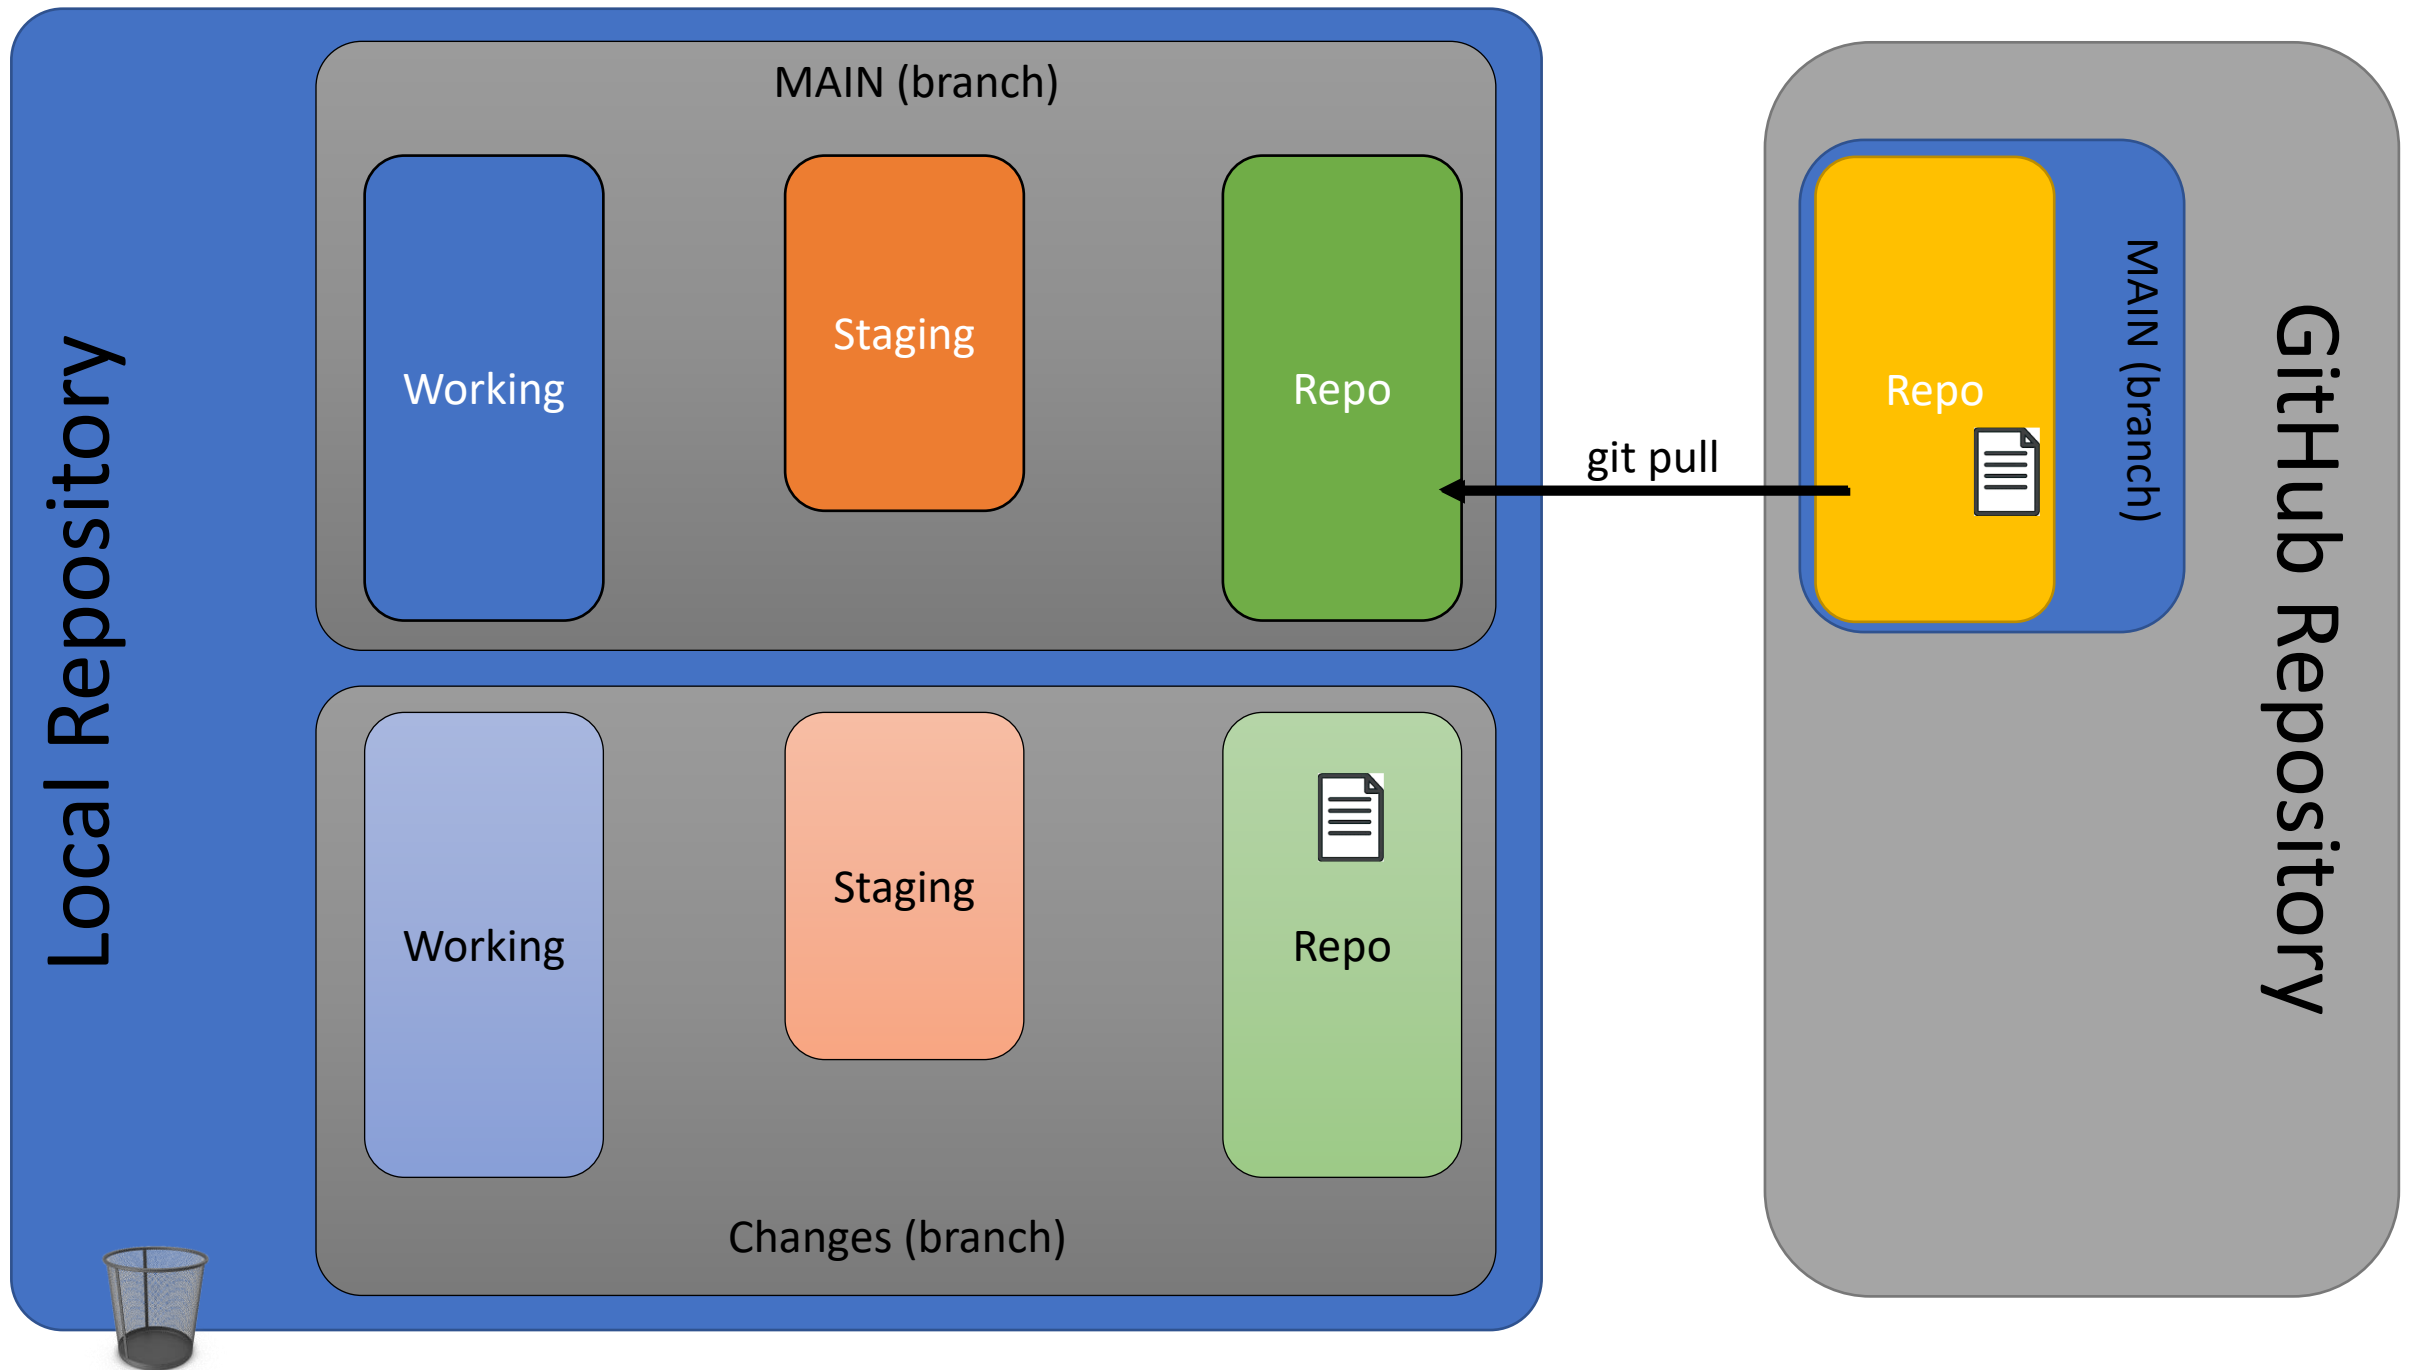 Local Repository
MAIN (branch)
Working
Staging
Repo
git pull
Repo
MAIN (branch)
GitHub Repository
Working
Staging
Repo
Changes (branch)